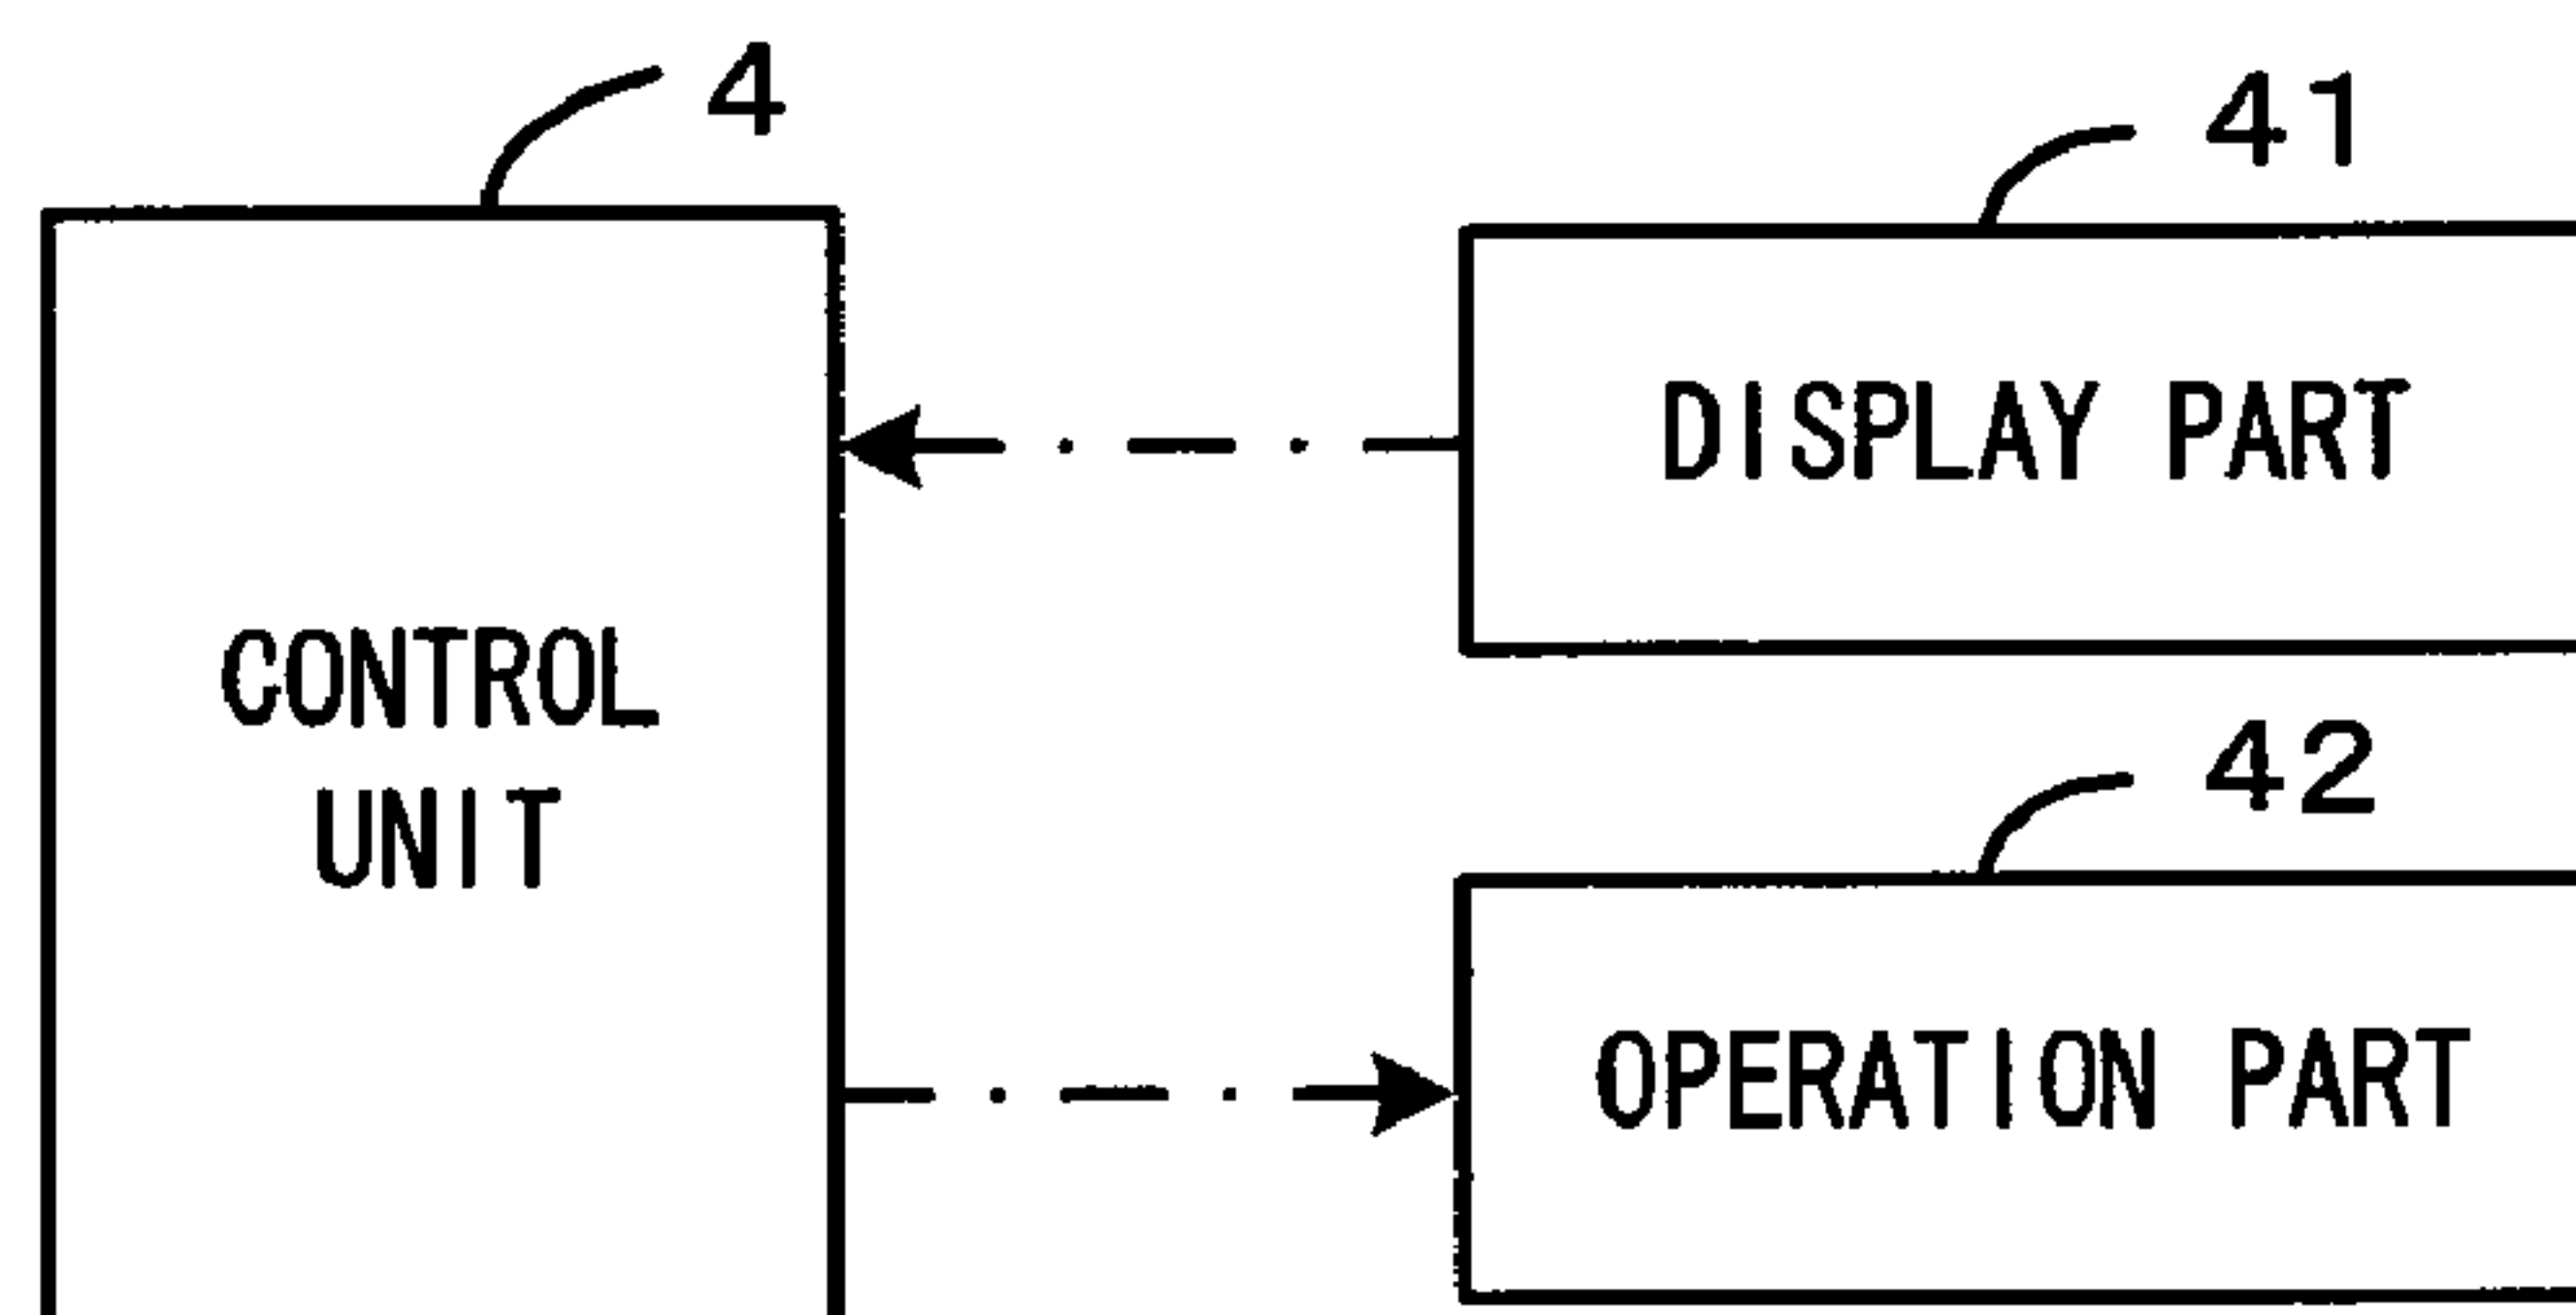 4
41
DISPLAY PART
CONTROL
UNIT
42
OPERATION PART